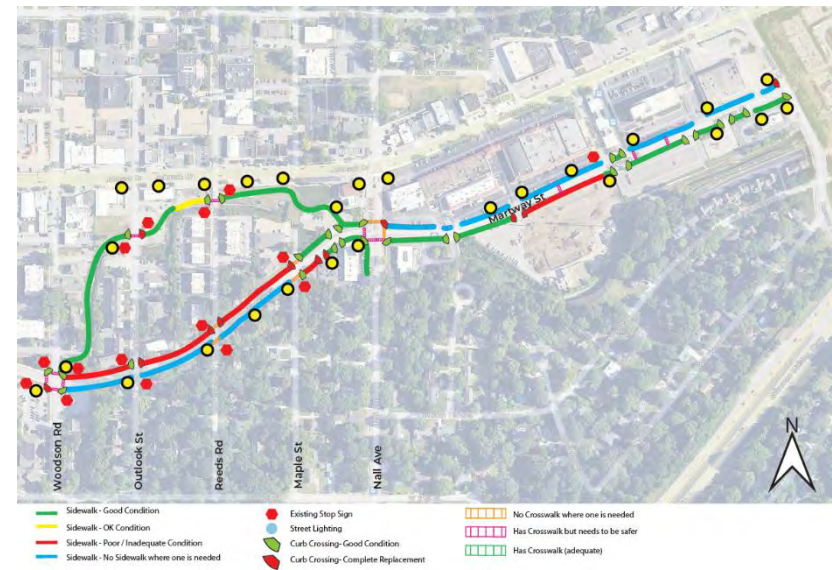 Martway St
N
Woodson Rd
Outlook St
Reeds Rd
Maple St
Nall Ave
Sidewalk - Good Condition
Sidewalk - OK Condition
Sidewalk - Poor / Inadequate Condition
Sidewalk - No Sidewalk where one is needed
Existing Stop Sign
Street Lighting
Curb Crossing- Good Condition
Curb Crossing- Complete Replacement
No Crosswalk where one is needed
Has Crosswalk but needs to be safer
Has Crosswalk (adequate)